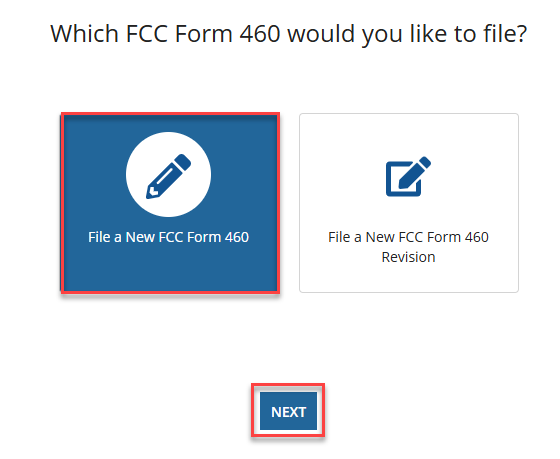 Which FCC Form 460 would you like to file?
File a New FCC Form 460
File a New FCC Form 460
Revision
NEXT